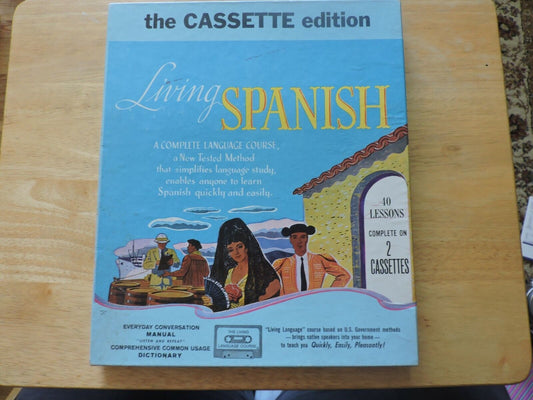 the CASSETTE edition
Living SPANISH
A COMPLETE LANGUAGE COURSE,
a New Tested Method
that simplifies language study,
enables anyone to learn
Spanish quickly and easily.
40
LESSONS
COMPLETE ON
2
CASSETTES
EVERYDAY CONVERSATION
MANUAL
"LISTEN AND REPEAT"
COMPREHENSIVE COMMON USAGE
DICTIONARY
THE LIVING
LANGUAGE COURSE
"Living Language" course based on U.S. Government methods
—brings native speakers into your home—
to teach you Quickly, Easily, Pleasantly!